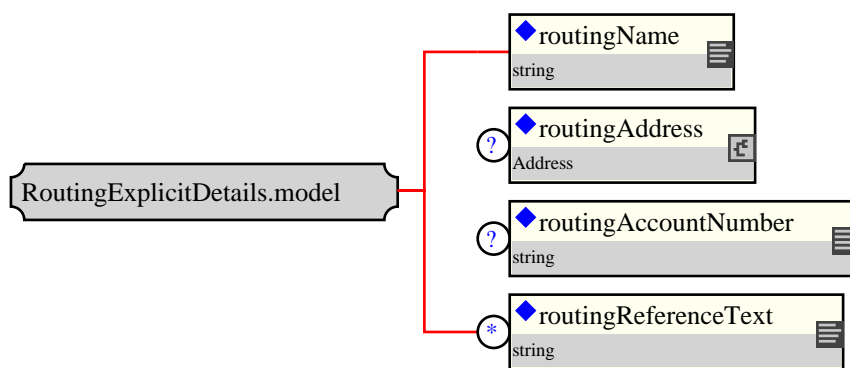 routingName
string
?
routingAddress
Address
RoutingExplicitDetails.model
?
routingAccountNumber
string
*
routingReferenceText
string